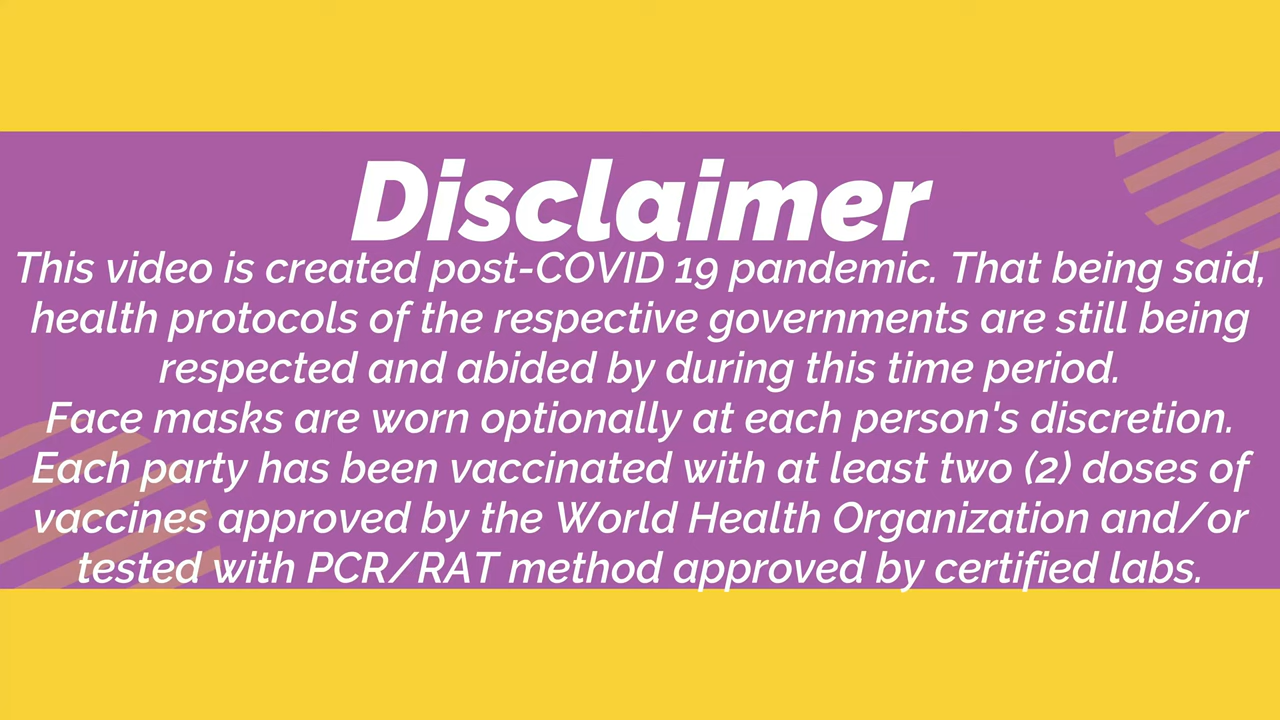 Disclaimer
This video is created post-COVID 19 pandemic. That being said,
health protocols of the respective governments are still being
respected and abided by during this time period.
Face masks are worn optionally at each person's discretion.
Each party has been vaccinated with at least two (2) doses of
vaccines approved by the World Health Organization and/or
tested with PCR/RAT method approved by certified labs.